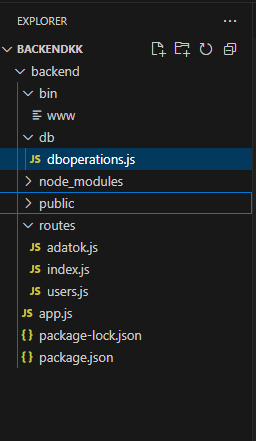 EXPLORER
BACKENDKK
backend
bin
www
db
JS dboperations.js
node_modules
public
routes
JS adatok.js
JS index.js
JS users.js
JS app.js
{ } package-lock.json
{ } package.json